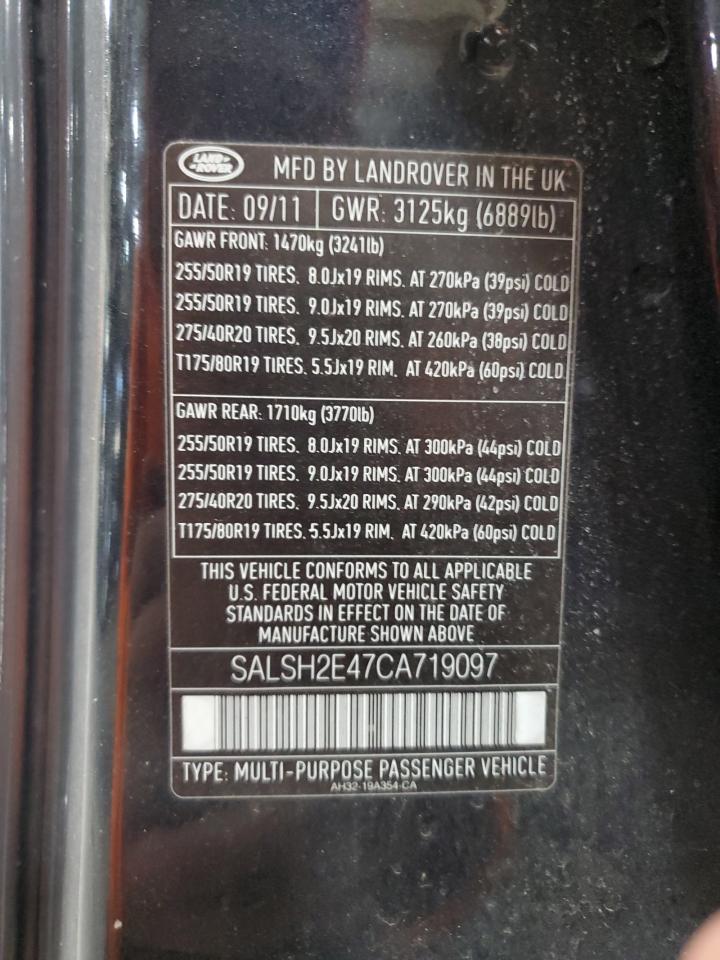 LAND ROVER
MFD BY LANDROVER IN THE UK
DATE: 09/11 GWR: 3125kg (6889lb)
GAWR FRONT: 1470kg (3241lb)
255/50R19 TIRES. 8.0Jx19 RIMS. AT 270kPa (39psi) COLD
255/50R19 TIRES. 9.0Jx19 RIMS. AT 270kPa (39psi) COLD
275/40R20 TIRES. 9.5Jx20 RIMS. AT 260kPa (38psi) COLD
T175/80R19 TIRES. 5.5Jx19 RIM. AT 420kPa (60psi) COLD
GAWR REAR: 1710kg (3770lb)
255/50R19 TIRES. 8.0Jx19 RIMS. AT 300kPa (44psi) COLD
255/50R19 TIRES. 9.0Jx19 RIMS. AT 300kPa (44psi) COLD
275/40R20 TIRES. 9.5Jx20 RIMS. AT 290kPa (42psi) COLD
T175/80R19 TIRES. 5.5Jx19 RIM. AT 420kPa (60psi) COLD
THIS VEHICLE CONFORMS TO ALL APPLICABLE
U.S. FEDERAL MOTOR VEHICLE SAFETY
STANDARDS IN EFFECT ON THE DATE OF
MANUFACTURE SHOWN ABOVE
SALSH2E47CA719097
TYPE: MULTI-PURPOSE PASSENGER VEHICLE
AH32-19A354-CA